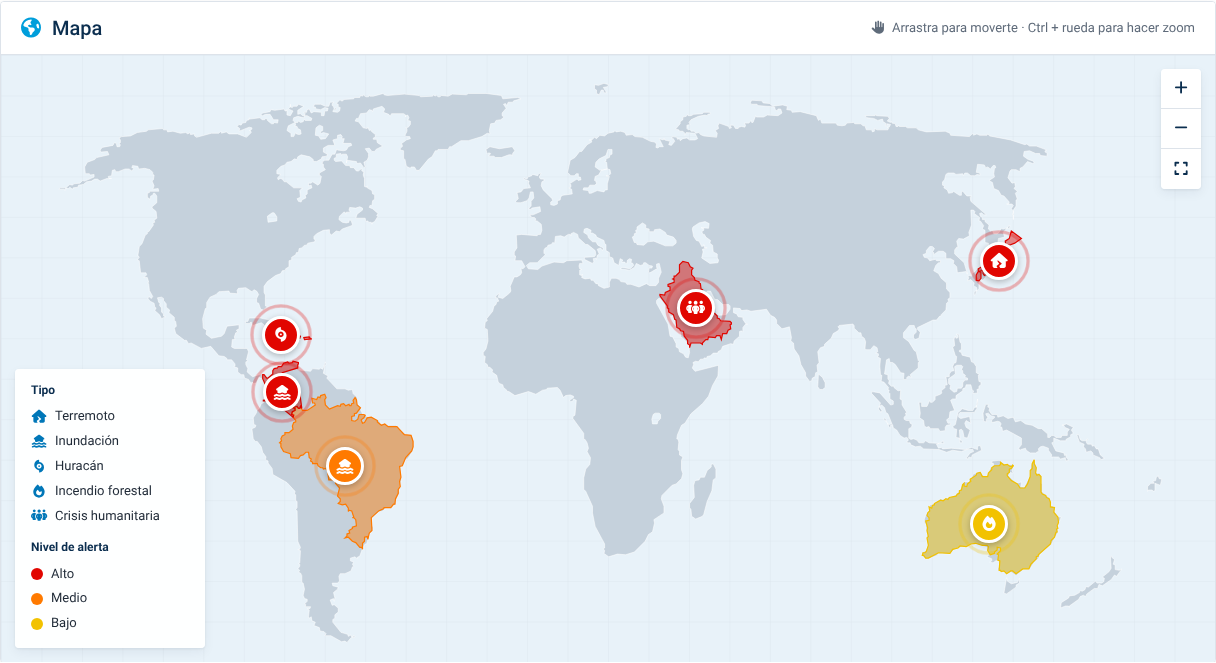 Mapa
Arrastra para moverte · Ctrl + rueda para hacer zoom
+
−
Tipo
Terremoto
Inundación
Huracán
Incendio forestal
Crisis humanitaria
Nivel de alerta
Alto
Medio
Bajo